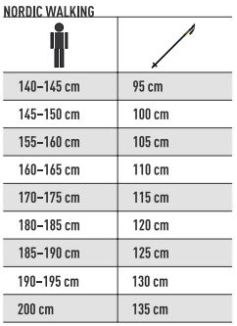 NORDIC WALKING
140–145 cm 95 cm
145–150 cm 100 cm
155–160 cm 105 cm
160–165 cm 110 cm
170–175 cm 115 cm
180–185 cm 120 cm
185–190 cm 125 cm
190–195 cm 130 cm
200 cm 135 cm